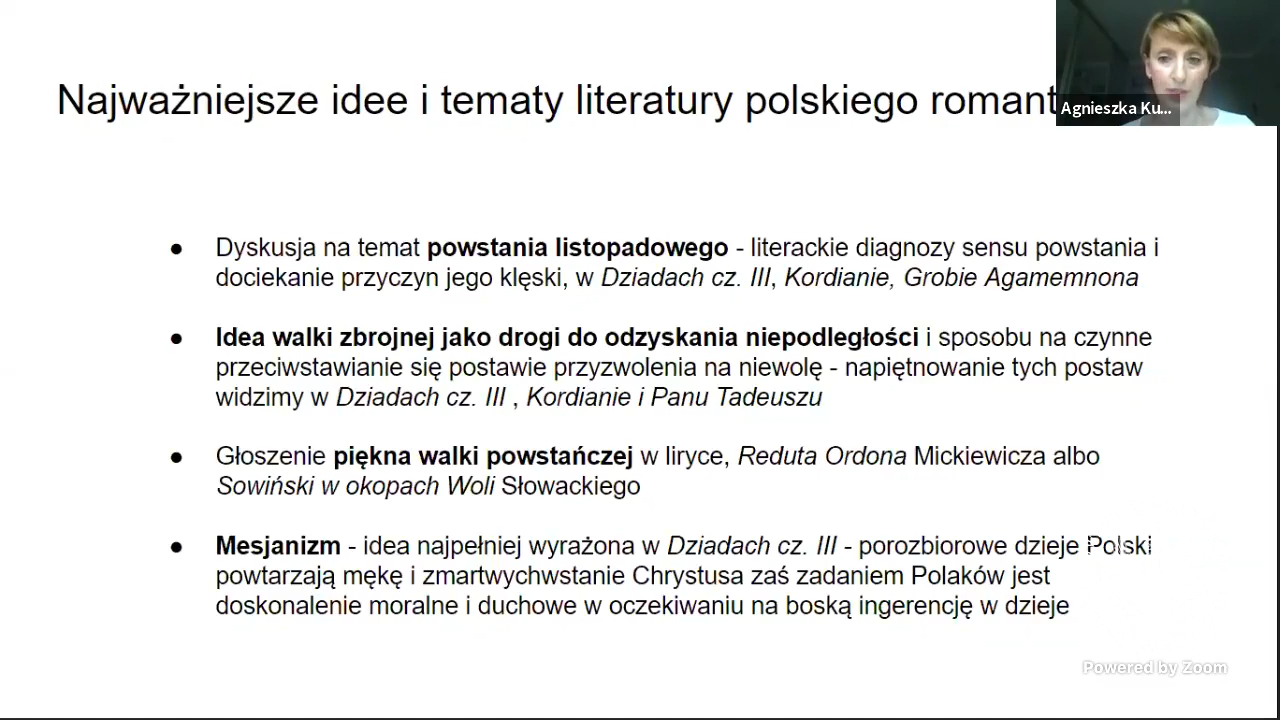 Najważniejsze idee i tematy literatury polskiego romant
Agnieszka Ku...
● Dyskusja na temat powstania listopadowego - literackie diagnozy sensu powstania i
dociekanie przyczyn jego klęski, w Dziadach cz. III, Kordianie, Grobie Agamemnona
● Idea walki zbrojnej jako drogi do odzyskania niepodległości i sposobu na czynne
przeciwstawianie się postawie przyzwolenia na niewolę - napiętnowanie tych postaw
widzimy w Dziadach cz. III , Kordianie i Panu Tadeuszu
● Głoszenie piękna walki powstańczej w liryce, Reduta Ordona Mickiewicza albo
Sowiński w okopach Woli Słowackiego
● Mesjanizm - idea najpełniej wyrażona w Dziadach cz. III - porozbiorowe dzieje Polski
powtarzają mękę i zmartwychwstanie Chrystusa zaś zadaniem Polaków jest
doskonalenie moralne i duchowe w oczekiwaniu na boską ingerencję w dzieje
Powered by Zoom